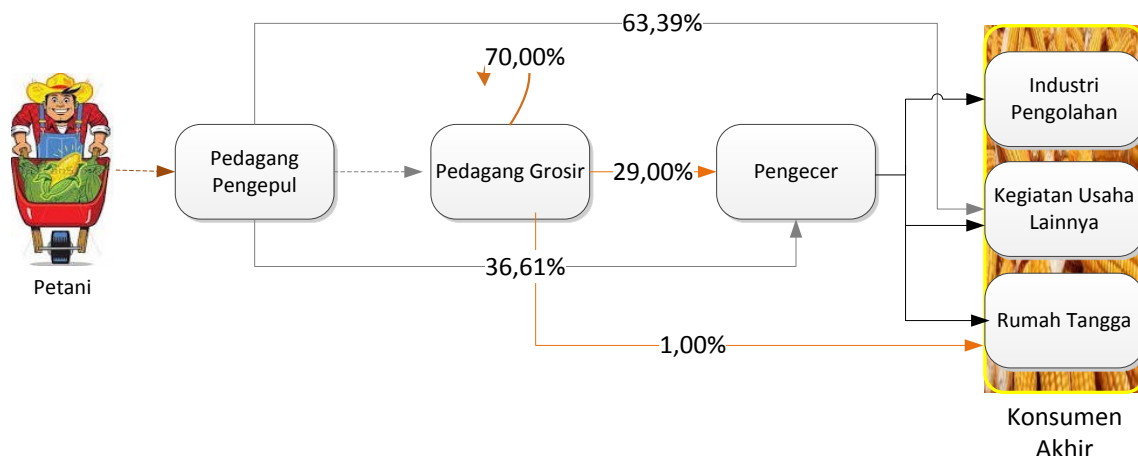 63,39%
70,00%
Industri
Pengolahan
Pedagang
Pengepul
Pedagang Grosir
29,00%
Pengecer
Kegiatan Usaha
Lainnya
Petani
36,61%
Rumah Tangga
1,00%
Konsumen
Akhir